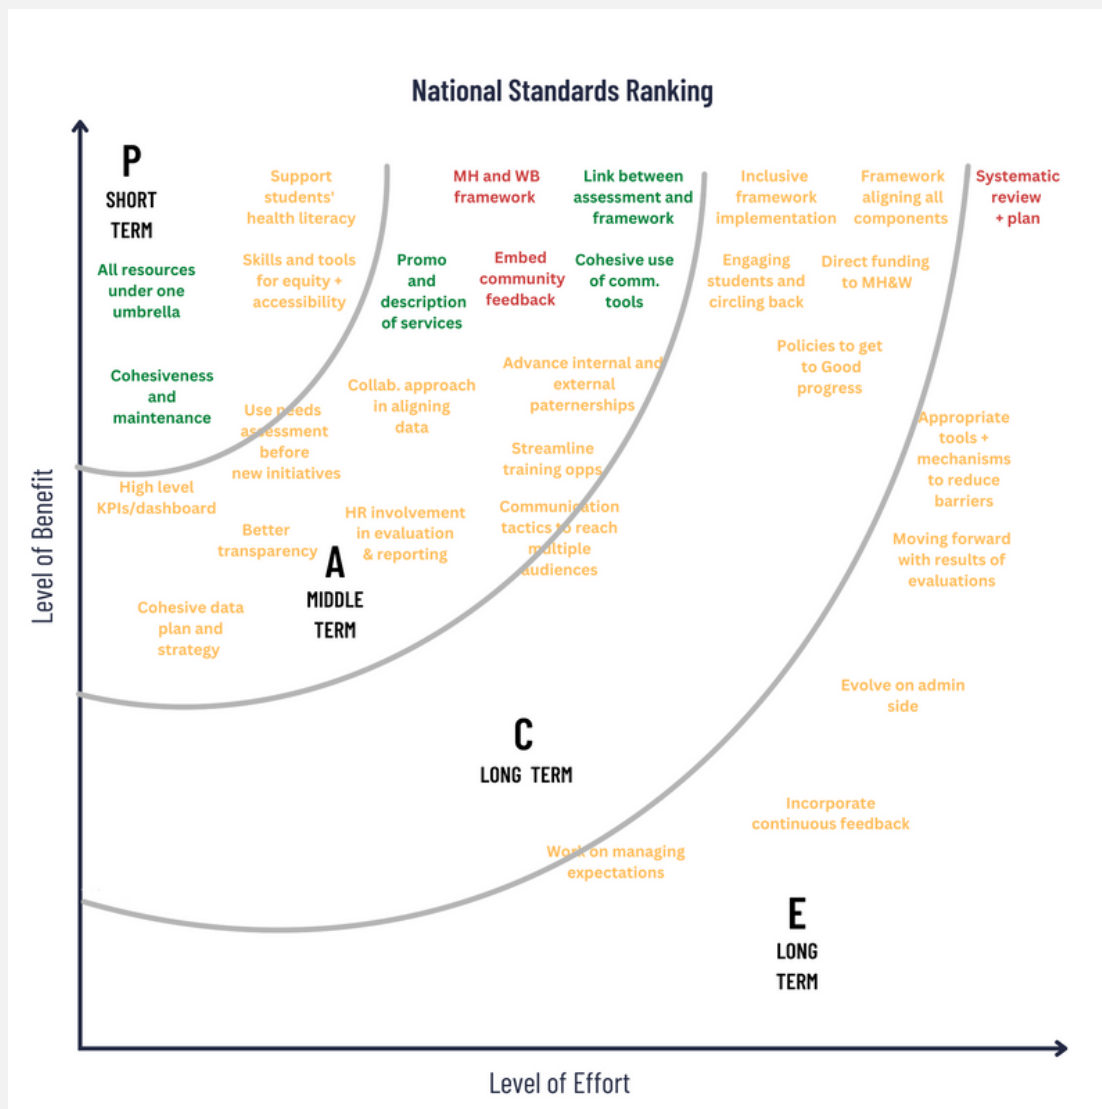 National Standards Ranking
P
SHORT
TERM
All resources
under one
umbrella
Cohesiveness
and
maintenance
Support
students'
health literacy
Skills and tools
for equity +
accessibility
MH and WB
framework
Link between
assessment and
framework
Promo
and
description
of services
Embed
community
feedback
Cohesive use
of comm.
tools
Inclusive
framework
implementation
Framework
aligning all
components
Systematic
review
+ plan
Engaging
students and
circling back
Direct funding
to MH&W
Policies to get
to Good
progress
Advance internal and
external
paternerships
Collab. approach
in aligning
data
Use needs
assessment
before
new initiatives
Streamline
training opps
High level
KPIs/dashboard
Better
transparency
HR involvement
in evaluation
& reporting
Communication
tactics to reach
multiple
audiences
Appropriate
tools +
mechanisms
to reduce
barriers
Moving forward
with results of
evaluations
A
MIDDLE
TERM
Cohesive data
plan and
strategy
Evolve on admin
side
C
LONG TERM
Incorporate
continuous feedback
Work on managing
expectations
E
LONG
TERM
Level of Benefit
Level of Effort